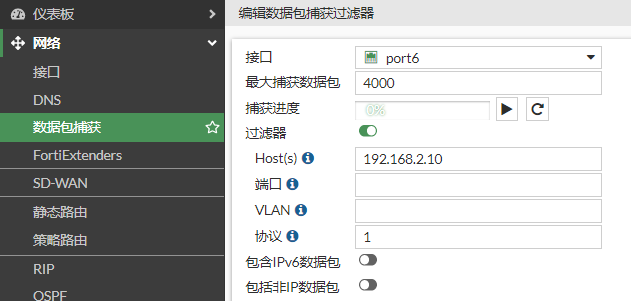 仪表板
网络
接口
DNS
数据包捕获
FortiExtenders
SD-WAN
静态路由
策略路由
RIP
OSPF
编辑数据包捕获过滤器
接口 port6
最大捕获数据包 4000
捕获进度 0%
过滤器
Host(s) 192.168.2.10
端口
VLAN
协议 1
包含IPv6数据包
包括非IP数据包